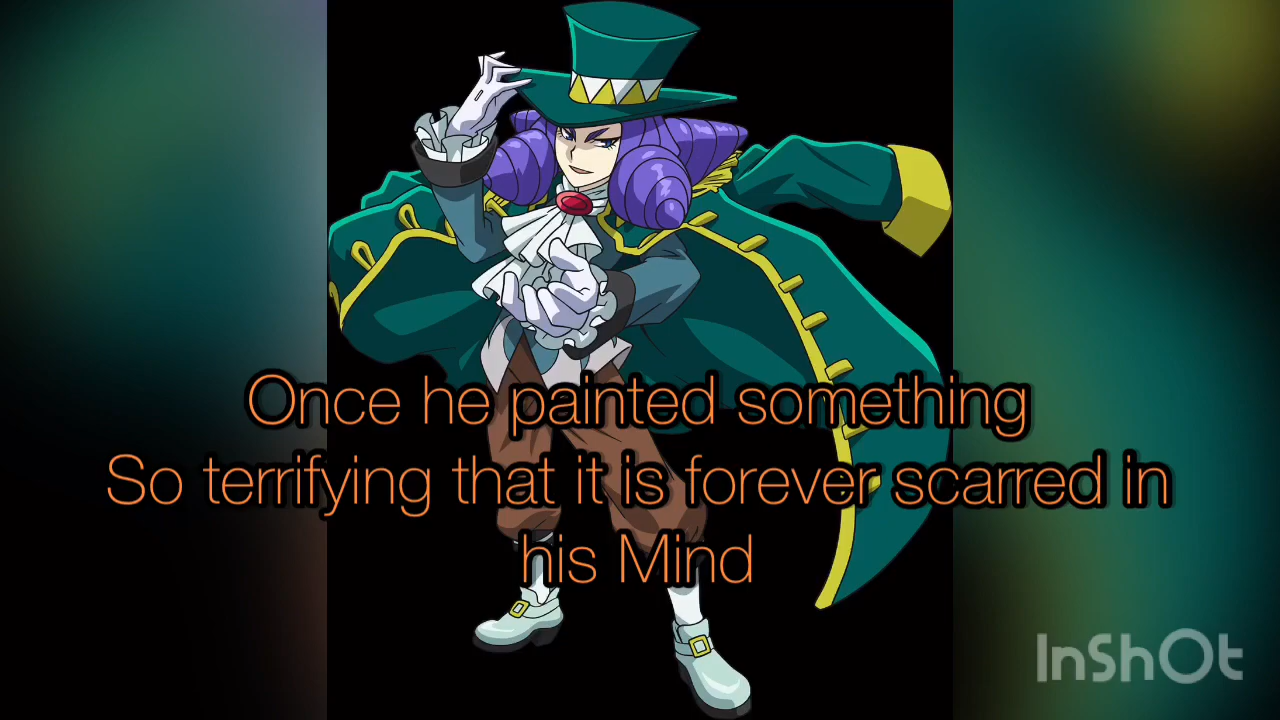 Once he painted something
So terrifying that it is forever scarred in
his Mind
InShOt